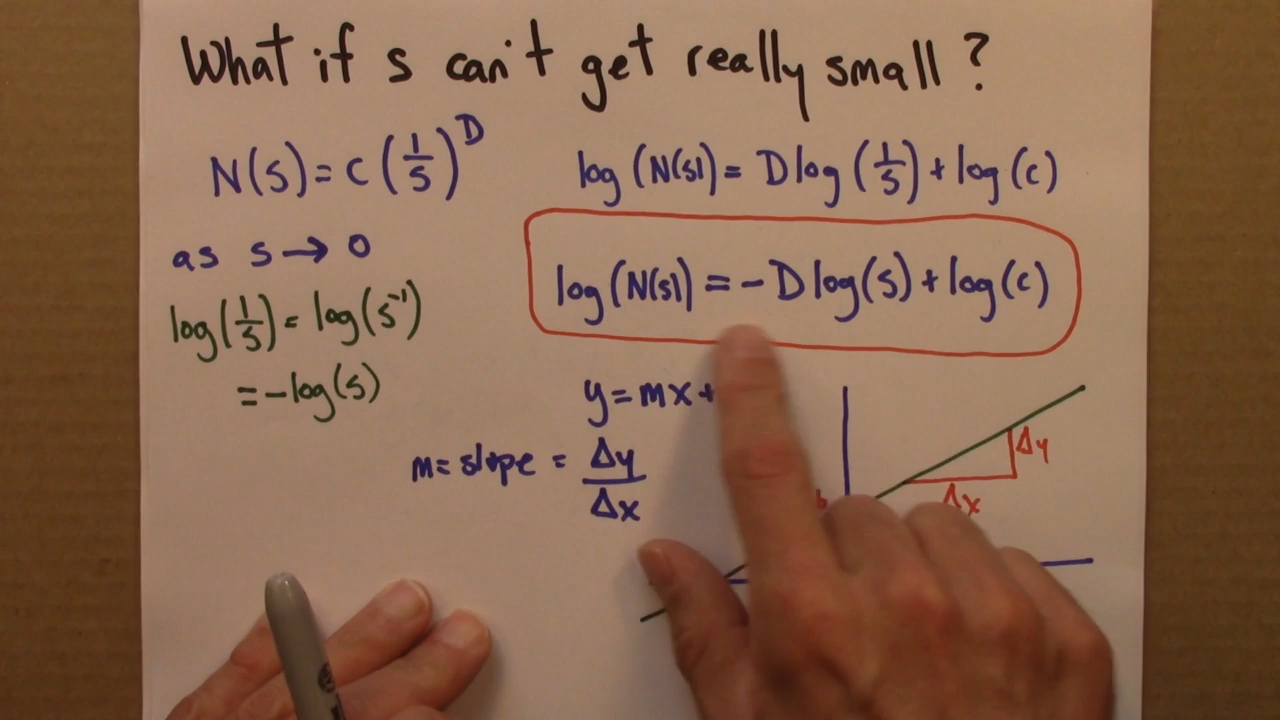 What if s can't get really small?
N(s) = c (1/s)^D
log (N(s)) = D log (1/s) + log (c)
as s → 0
log (N(s)) = - D log (s) + log (c)
log (1/s) = log (s^-1)
= - log (s)
y = mx +
m = slope = Δy/Δx
Δy
Δx
b